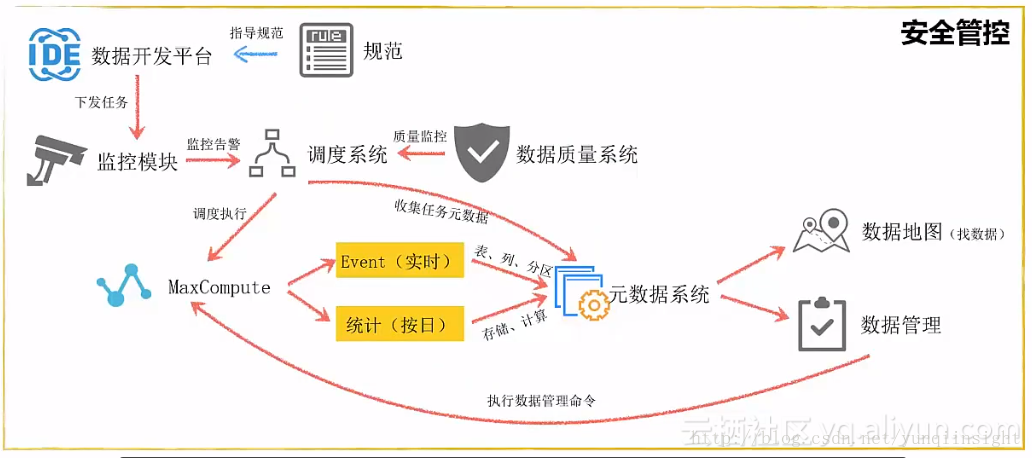 安全管控
IDE
数据开发平台
指导规范
rule
规范
下发任务
监控模块
监控告警
调度系统
质量监控
数据质量系统
调度执行
收集任务元数据
数据地图（找数据）
MaxCompute
Event（实时）
表、列、分区
元数据系统
统计（按日）
存储、计算
数据管理
执行数据管理命令
云栖社区 yq.aliyun.com
http://blog.csdn.net/yunqiinsight